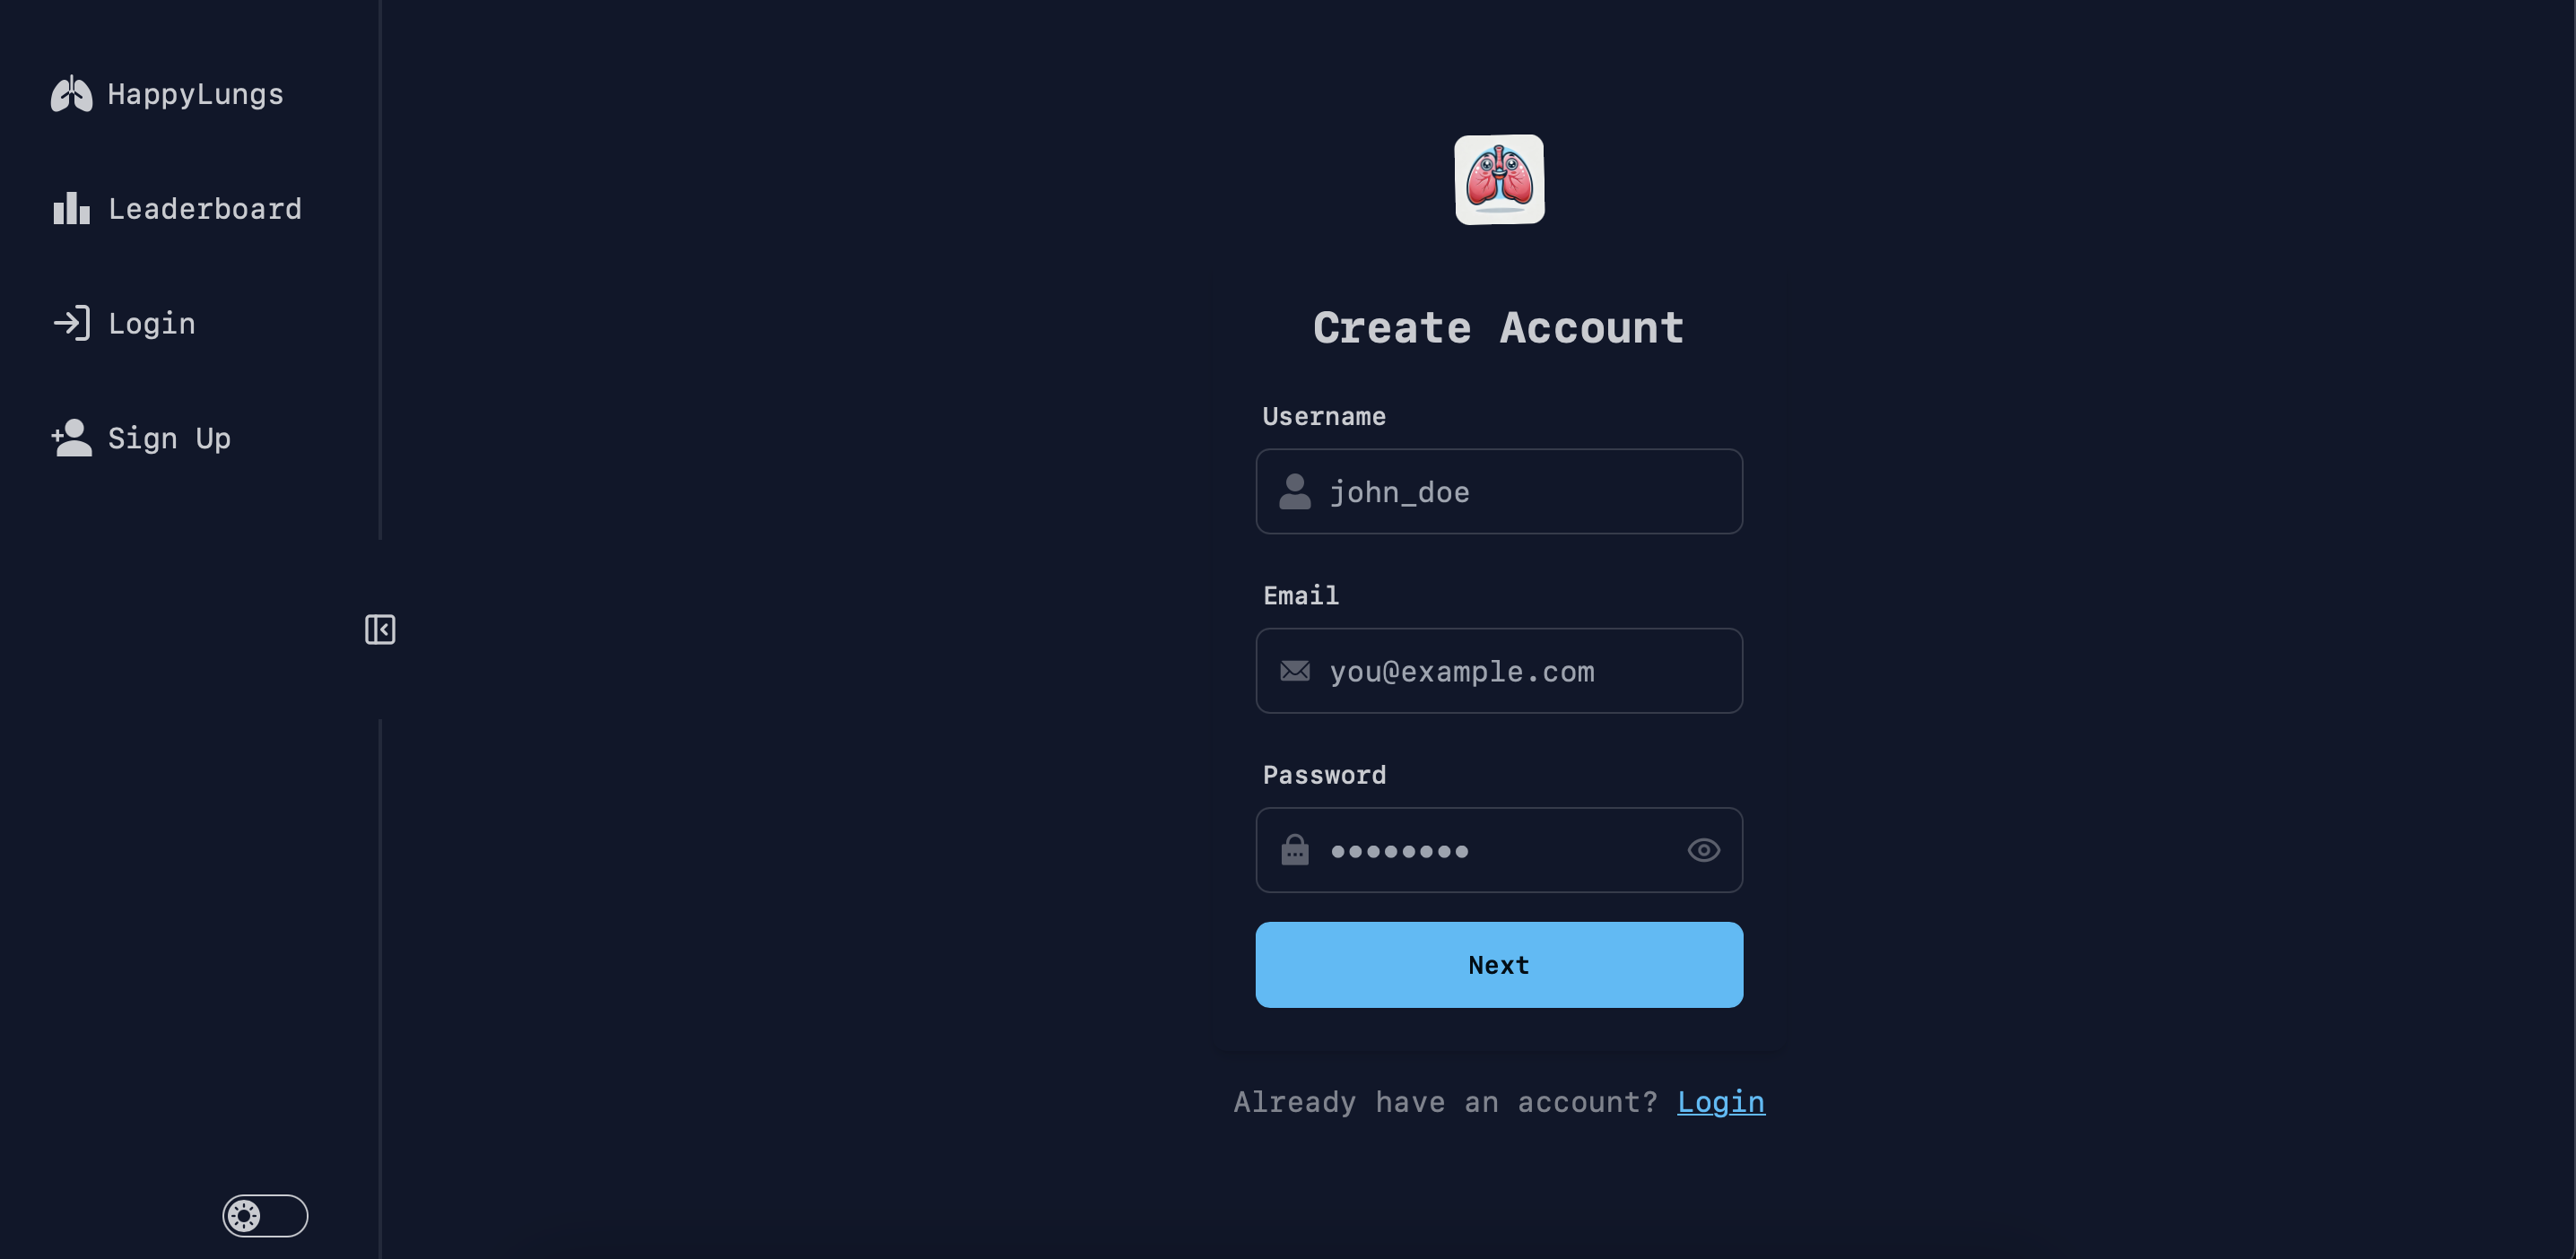 HappyLungs
Leaderboard
Login
Sign Up
Create Account
Username
john_doe
Email
you@example.com
Password
••••••••
Next
Already have an account? Login